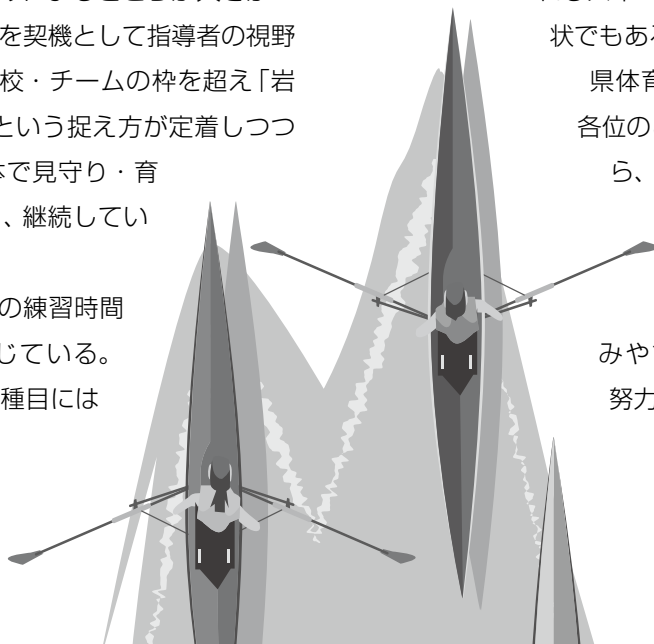 を契機として指導者の視野
校・チームの枠を超え「岩
という捉え方が定着しつつ
で見守り・育
、継続してい
の練習時間
じている。
種目には
状でもあ
県体育
各位の
ら、
みや
努力